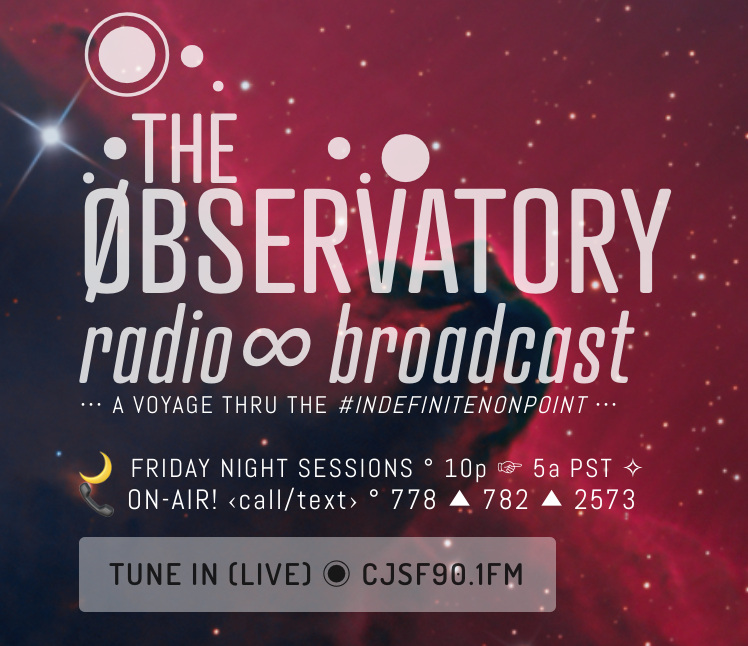 THE
ØBSERVATORY
radio∞ broadcast
··· A VOYAGE THRU THE #INDEFINITENONPOINT ···
🌙 FRIDAY NIGHT SESSIONS ° 10p ☞ 5a PST ✧
📞 ON-AIR! ‹call/text› ° 778 ▲ 782 ▲ 2573
TUNE IN (LIVE) ◉ CJSF90.1FM